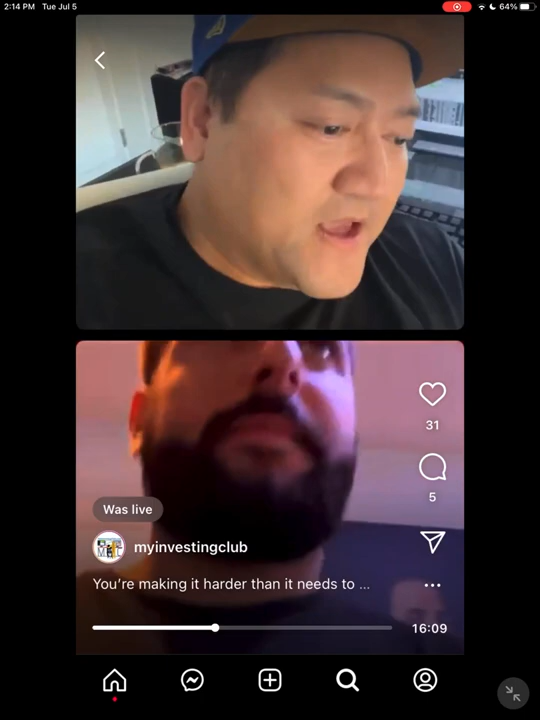 2:14 PM Tue Jul 5
64%
31
5
Was live
myinvestingclub
You're making it harder than it needs to ...
16:09